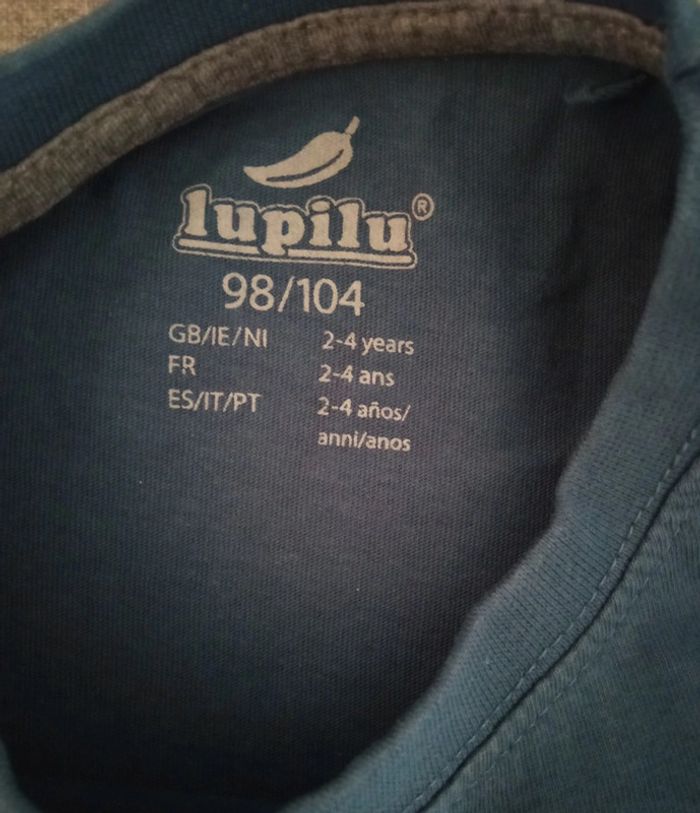 lupilu®
98/104
GB/IE/NI 2-4 years
FR 2-4 ans
ES/IT/PT 2-4 años/
anni/anos